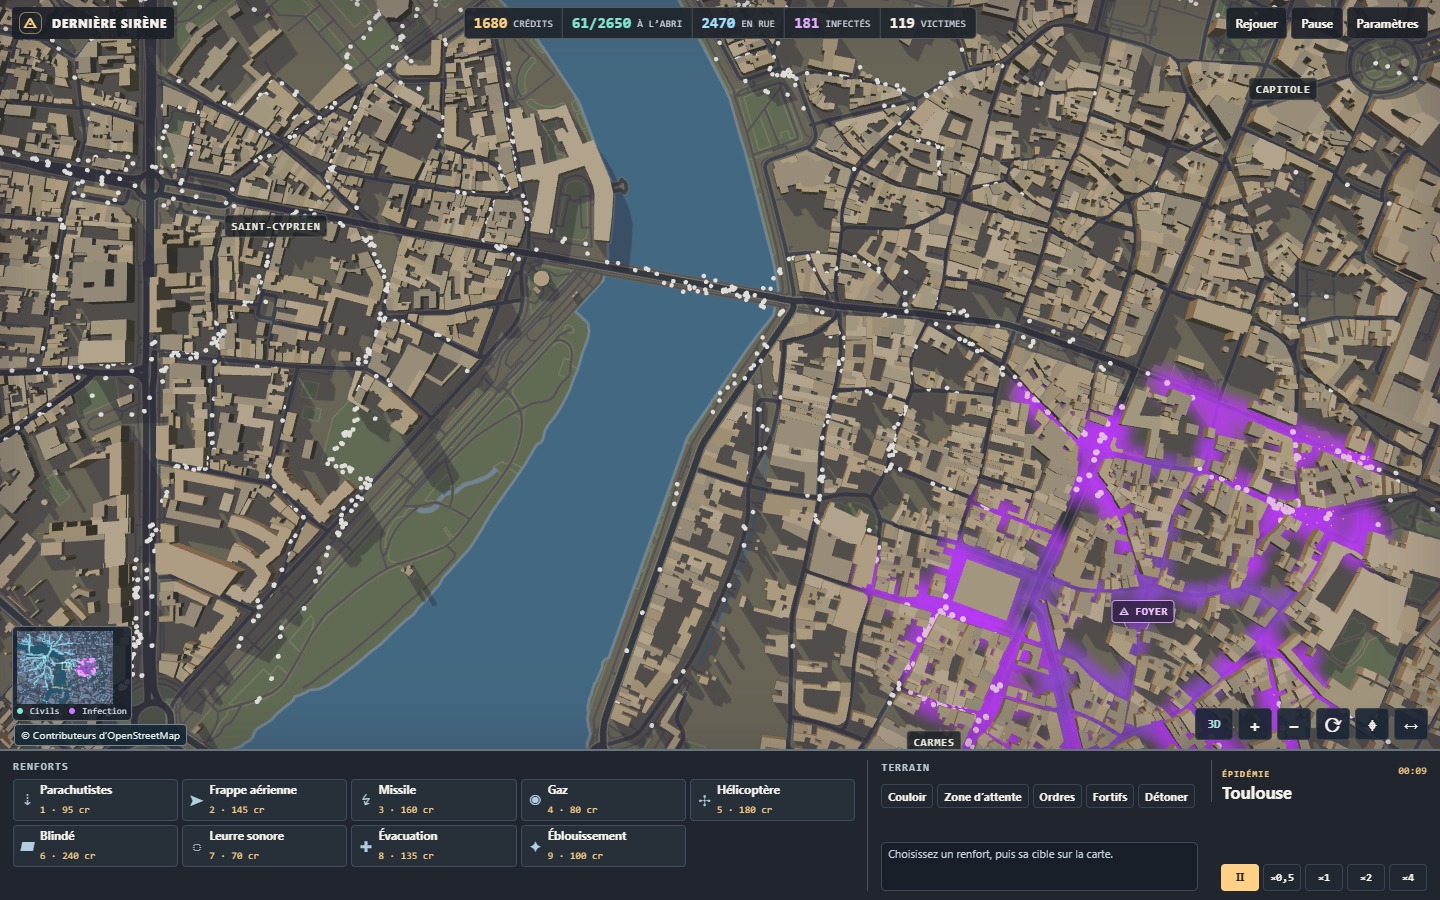 DERNIÈRE SIRÈNE
1680 CRÉDITS 61/2650 À L'ABRI 2470 EN RUE 181 INFECTÉS 119 VICTIMES
Rejouer Pause Paramètres
CAPITOLE
SAINT-CYPRIEN
FOYER
CARMES
Civils Infection
© Contributeurs d'OpenStreetMap
3D + −
RENFORTS
Parachutistes
1 · 95 cr
Frappe aérienne
2 · 145 cr
Missile
3 · 160 cr
Gaz
4 · 80 cr
Hélicoptère
5 · 180 cr
Blindé
6 · 240 cr
Leurre sonore
7 · 70 cr
Évacuation
8 · 135 cr
Éblouissement
9 · 100 cr
TERRAIN
Couloir Zone d'attente Ordres Fortifs Détoner
Choisissez un renfort, puis sa cible sur la carte.
ÉPIDÉMIE 00:09
Toulouse
II ×0,5 ×1 ×2 ×4